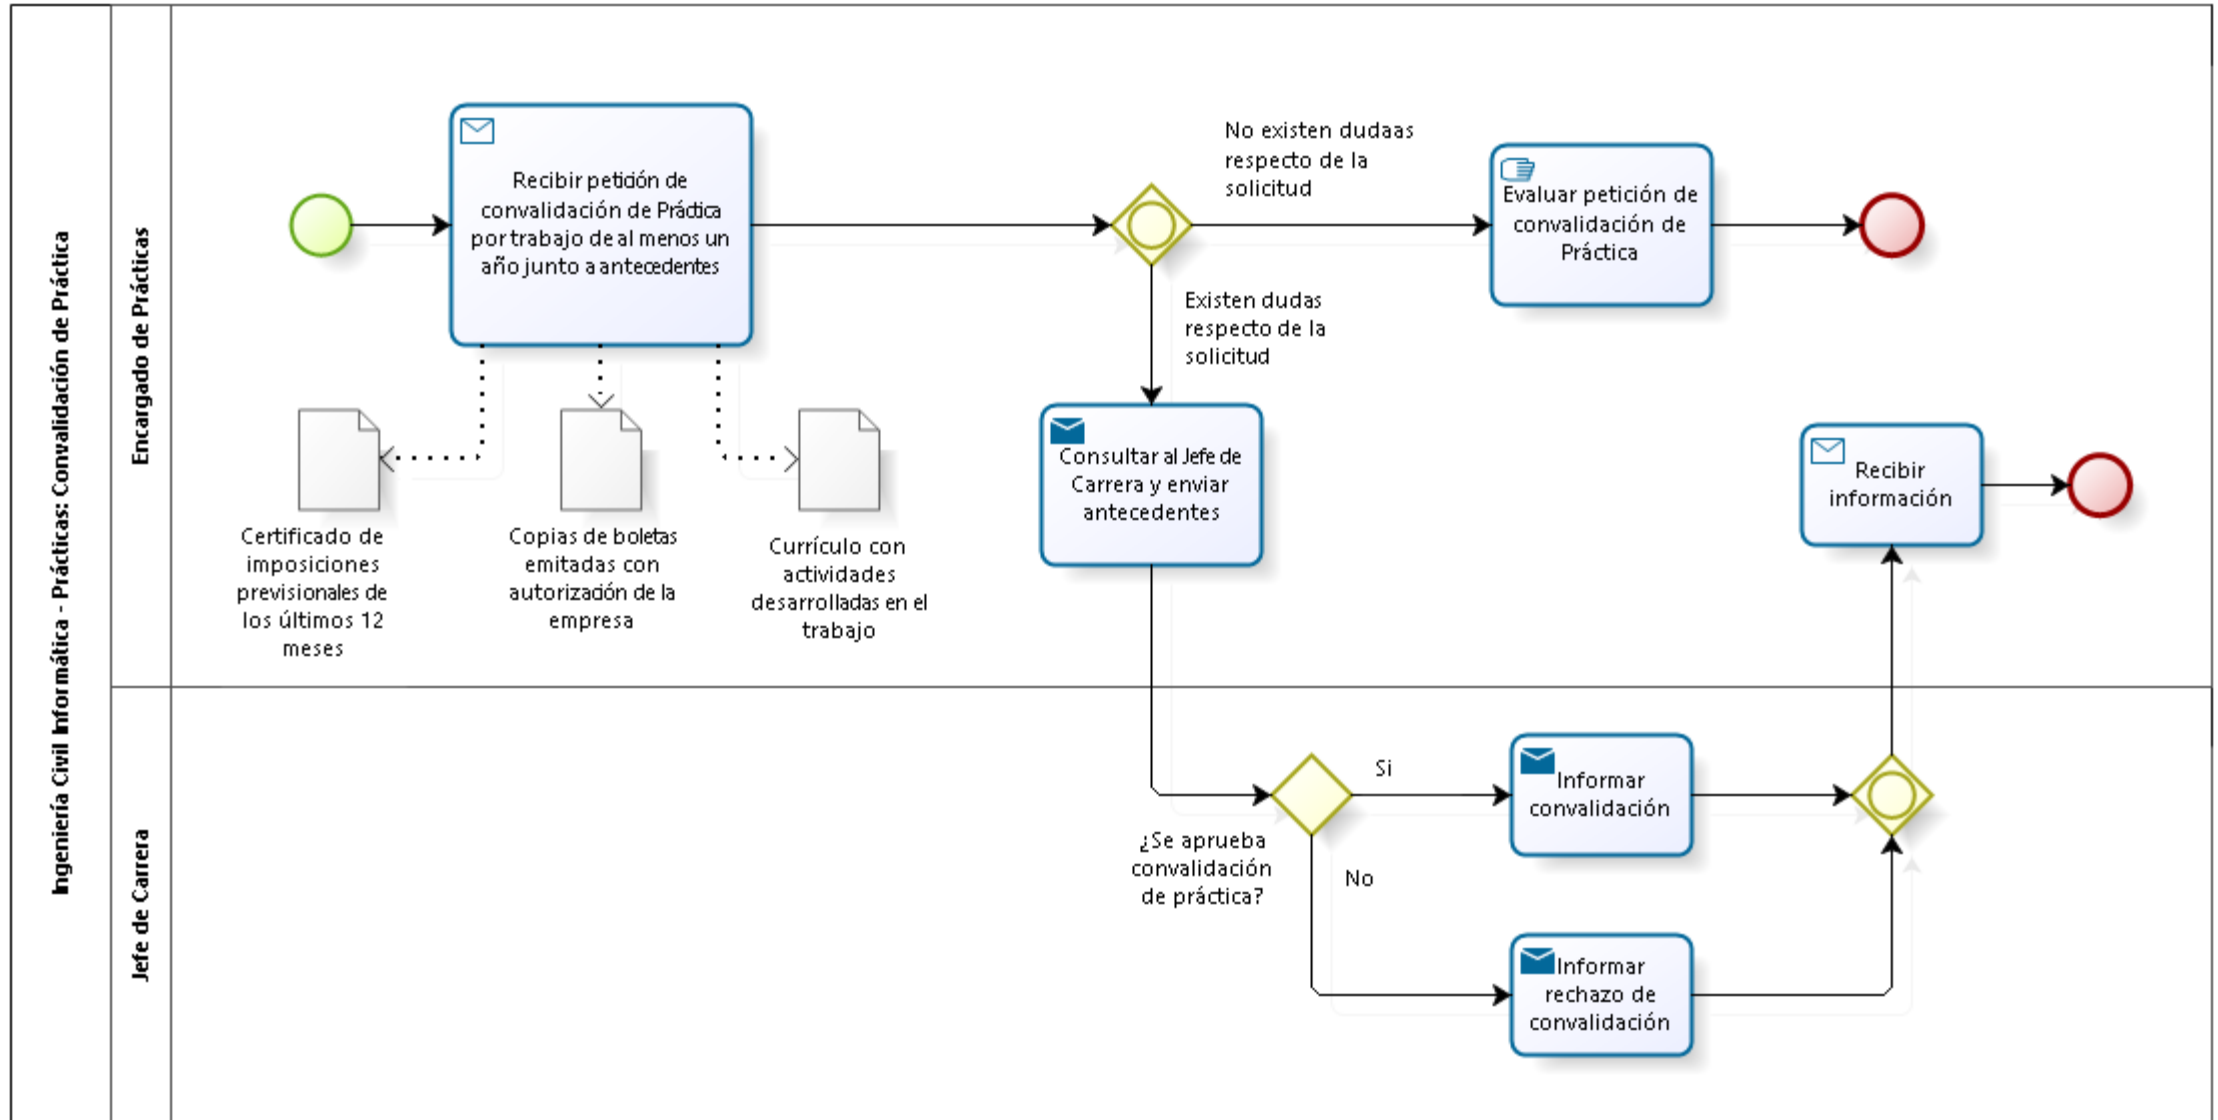 Ingeniería Civil Informática - Prácticas: Convalidación de Práctica
Encargado de Prácticas
Recibir petición de
convalidación de Práctica
por trabajo de al menos un
año junto a antecedentes
No existen dudaas
respecto de la
solicitud
Evaluar petición de
convalidación de
Práctica
Existen dudas
respecto de la
solicitud
Certificado de
imposiciones
previsionales de
los últimos 12
meses
Copias de boletas
emitadas con
autorización de la
empresa
Currículo con
actividades
desarrolladas en el
trabajo
Consultar al Jefe de
Carrera y enviar
antecedentes
Recibir
información
Jefe de Carrera
¿Se aprueba
convalidación
de práctica?
Si
Informar
convalidación
No
Informar
rechazo de
convalidación